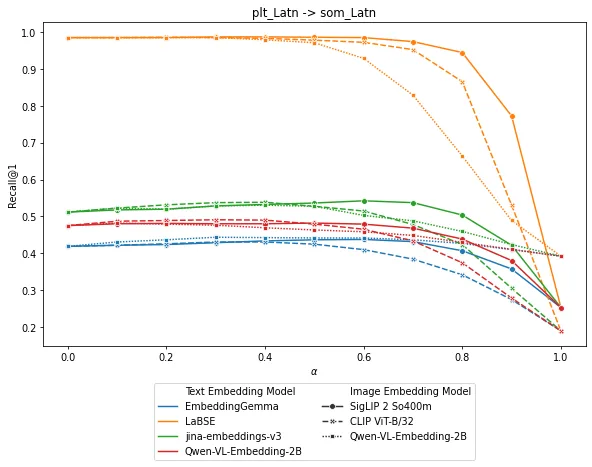 plt_Latn -> som_Latn
Recall@1
1.0
0.9
0.8
0.7
0.6
0.5
0.4
0.3
0.2
0.0 0.2 0.4 0.6 0.8 1.0
α
Text Embedding Model Image Embedding Model
EmbeddingGemma SigLIP 2 So400m
LaBSE CLIP ViT-B/32
jina-embeddings-v3 Qwen-VL-Embedding-2B
Qwen-VL-Embedding-2B